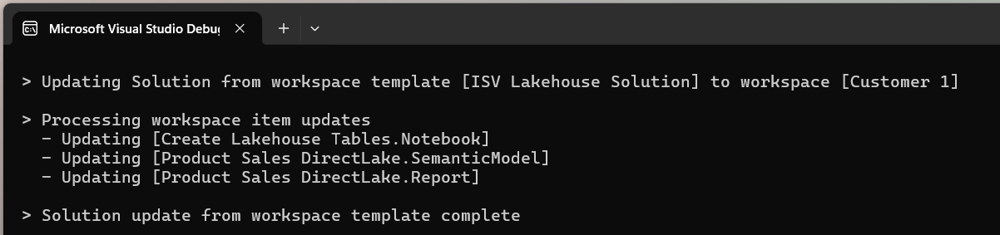 Microsoft Visual Studio Debug
> Updating Solution from workspace template [ISV Lakehouse Solution] to workspace [Customer 1]
> Processing workspace item updates
- Updating [Create Lakehouse Tables.Notebook]
- Updating [Product Sales DirectLake.SemanticModel]
- Updating [Product Sales DirectLake.Report]
> Solution update from workspace template complete